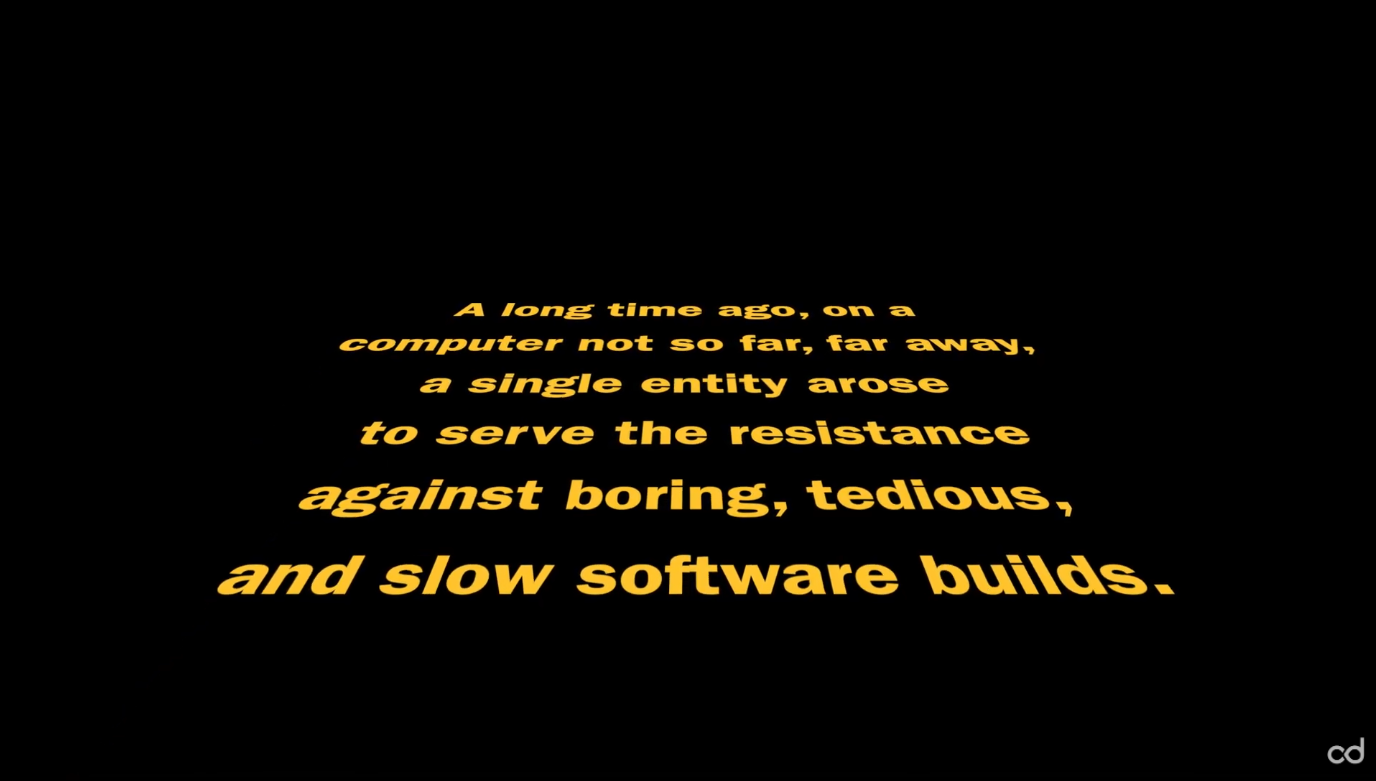 A long time ago, on a
computer not so far, far away,
a single entity arose
to serve the resistance
against boring, tedious,
and slow software builds.
cd